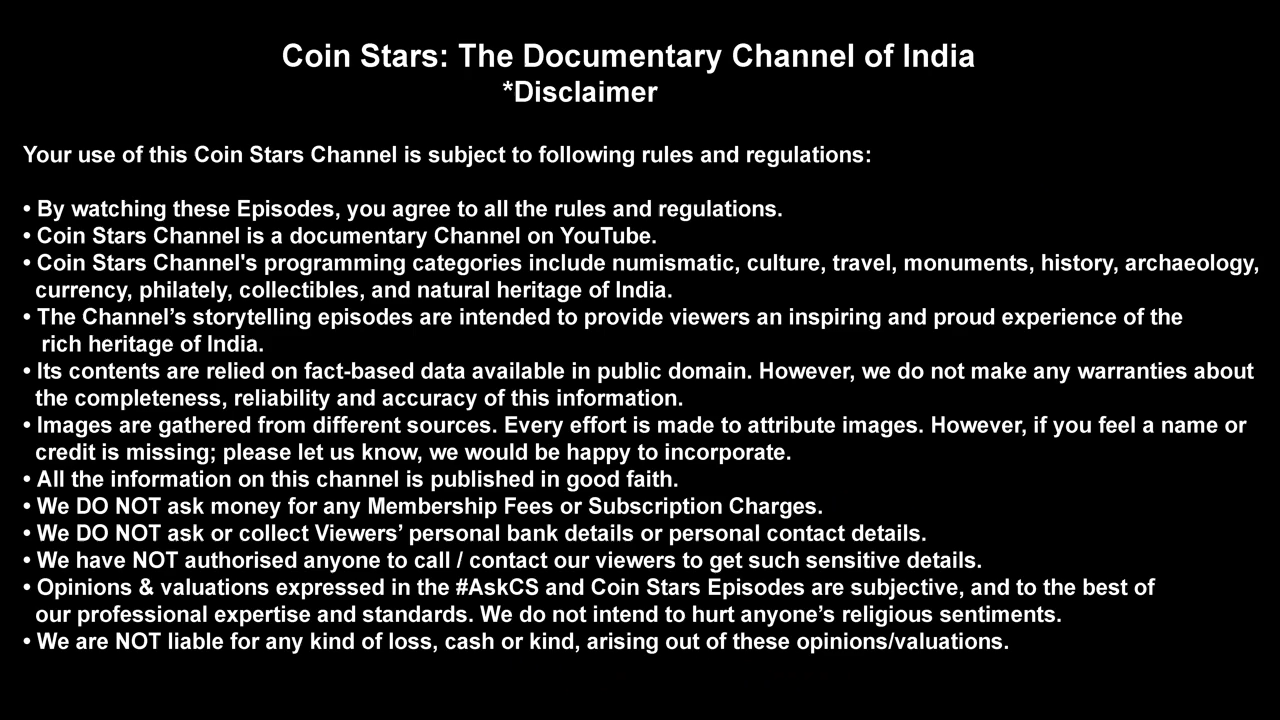 Coin Stars: The Documentary Channel of India
*Disclaimer
Your use of this Coin Stars Channel is subject to following rules and regulations:
• By watching these Episodes, you agree to all the rules and regulations.
• Coin Stars Channel is a documentary Channel on YouTube.
• Coin Stars Channel's programming categories include numismatic, culture, travel, monuments, history, archaeology,
currency, philately, collectibles, and natural heritage of India.
• The Channel’s storytelling episodes are intended to provide viewers an inspiring and proud experience of the
rich heritage of India.
• Its contents are relied on fact-based data available in public domain. However, we do not make any warranties about
the completeness, reliability and accuracy of this information.
• Images are gathered from different sources. Every effort is made to attribute images. However, if you feel a name or
credit is missing; please let us know, we would be happy to incorporate.
• All the information on this channel is published in good faith.
• We DO NOT ask money for any Membership Fees or Subscription Charges.
• We DO NOT ask or collect Viewers’ personal bank details or personal contact details.
• We have NOT authorised anyone to call / contact our viewers to get such sensitive details.
• Opinions & valuations expressed in the #AskCS and Coin Stars Episodes are subjective, and to the best of
our professional expertise and standards. We do not intend to hurt anyone’s religious sentiments.
• We are NOT liable for any kind of loss, cash or kind, arising out of these opinions/valuations.